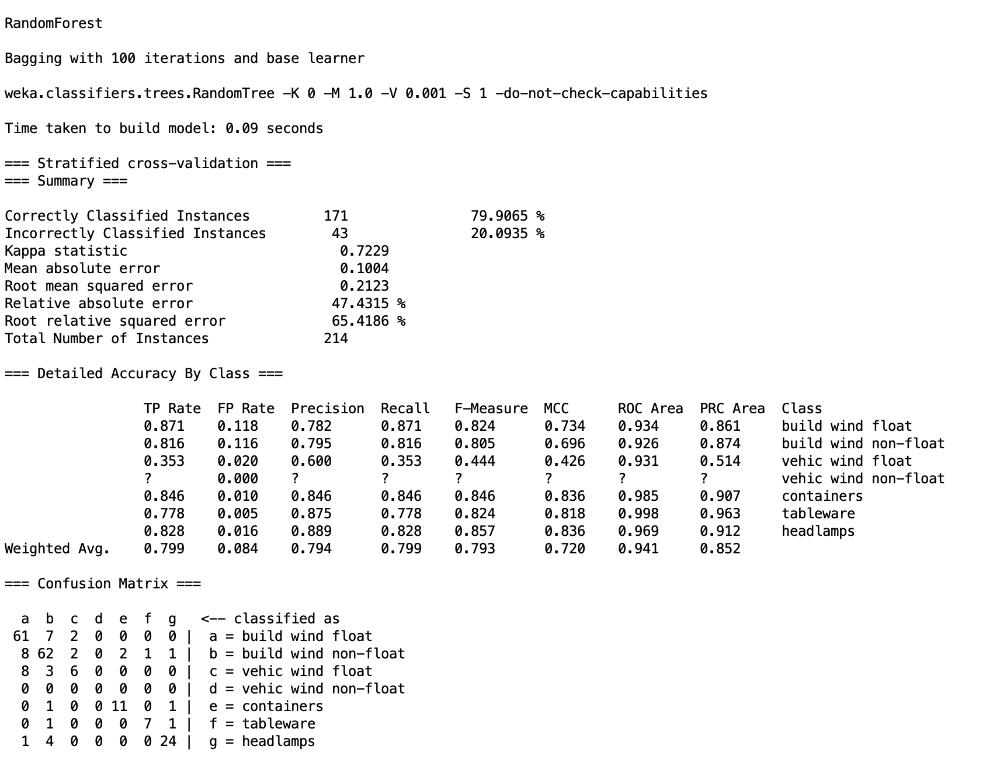 RandomForest
Bagging with 100 iterations and base learner
weka.classifiers.trees.RandomTree -K 0 -M 1.0 -V 0.001 -S 1 -do-not-check-capabilities
Time taken to build model: 0.09 seconds
=== Stratified cross-validation ===
=== Summary ===
Correctly Classified Instances         171               79.9065 %
Incorrectly Classified Instances        43               20.0935 %
Kappa statistic                          0.7229
Mean absolute error                      0.1004
Root mean squared error                  0.2123
Relative absolute error                 47.4315 %
Root relative squared error             65.4186 %
Total Number of Instances              214
=== Detailed Accuracy By Class ===
                 TP Rate  FP Rate  Precision  Recall   F-Measure  MCC      ROC Area  PRC Area  Class
                 0.871    0.118    0.782      0.871    0.824      0.734    0.934     0.861     build wind float
                 0.816    0.116    0.795      0.816    0.805      0.696    0.926     0.874     build wind non-float
                 0.353    0.020    0.600      0.353    0.444      0.426    0.931     0.514     vehic wind float
                 ?        0.000    ?          ?        ?          ?        ?         ?         vehic wind non-float
                 0.846    0.010    0.846      0.846    0.846      0.836    0.985     0.907     containers
                 0.778    0.005    0.875      0.778    0.824      0.818    0.998     0.963     tableware
                 0.828    0.016    0.889      0.828    0.857      0.836    0.969     0.912     headlamps
Weighted Avg.    0.799    0.084    0.794      0.799    0.793      0.720    0.941     0.852
=== Confusion Matrix ===
  a  b  c  d  e  f  g   <-- classified as
 61  7  2  0  0  0  0 |  a = build wind float
  8 62  2  0  2  1  1 |  b = build wind non-float
  8  3  6  0  0  0  0 |  c = vehic wind float
  0  0  0  0  0  0  0 |  d = vehic wind non-float
  0  1  0  0 11  0  1 |  e = containers
  0  1  0  0  0  7  1 |  f = tableware
  1  4  0  0  0  0 24 |  g = headlamps